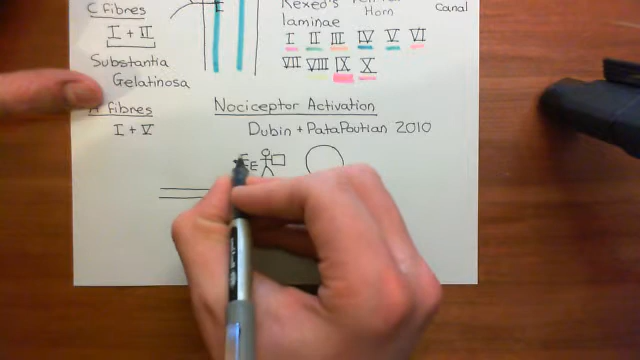 C fibres
I + II
Substantia
Gelatinosa
fibres
I + V
Rexed's
laminae
Horn
Canal
I II III IV V VI
VII VIII IX X
Nociceptor Activation
Dubin + Patapoutian 2010